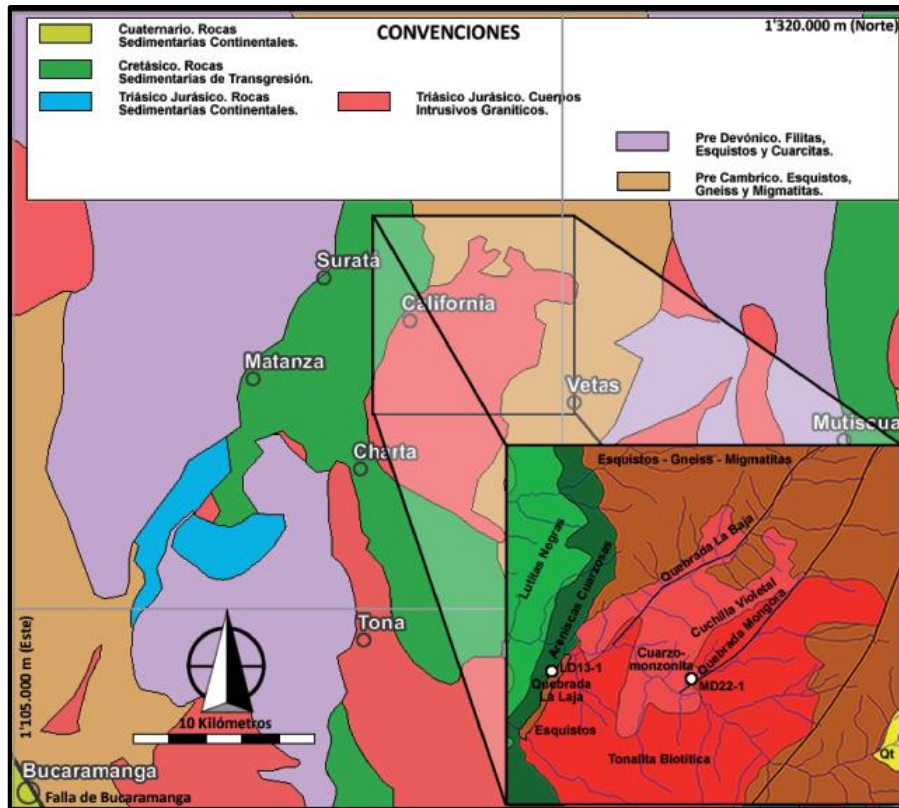 CONVENCIONES
1'320.000 m (Norte)
Cuaternario. Rocas
Sedimentarias Continentales.
Cretásico. Rocas
Sedimentarias de Transgresión.
Triásico Jurásico. Rocas
Sedimentarias Continentales.
Triásico Jurásico. Cuerpos
Intrusivos Graníticos.
Pre Devónico. Filitas,
Esquistos y Cuarcitas.
Pre Cambrico. Esquistos,
Gneiss y Migmatitas.
Suratá
California
Matanza
Vetas
Mutiscua
Charta
Tona
1'105.000 m (Este)
10 Kilómetros
Bucaramanga
Falla de Bucaramanga
Esquistos - Gneiss - Migmatitas
Lutitas Negras
Areniscas Cuarzosas
Quebrada La Baja
Cuchilla Violetal
Quebrada Mongora
Cuarzo-
monzonita
LD13-1
Quebrada
La Laja
MD22-1
Esquistos
Tonalita Biotitica
Qt